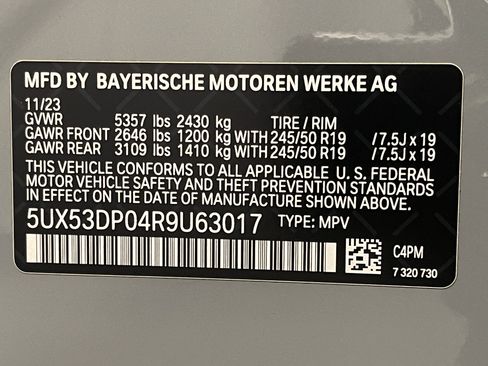 MFD BY BAYERISCHE MOTOREN WERKE AG
11/23
GVWR 5357 lbs 2430 kg TIRE / RIM
GAWR FRONT 2646 lbs 1200 kg WITH 245/50 R19 /7.5J x 19
GAWR REAR 3109 lbs 1410 kg WITH 245/50 R19 /7.5J x 19
THIS VEHICLE CONFORMS TO ALL APPLICABLE U. S. FEDERAL
MOTOR VEHICLE SAFETY AND THEFT PREVENTION STANDARDS
IN EFFECT ON THE DATE OF MANUFACTURE SHOWN ABOVE.
5UX53DP04R9U63017 TYPE: MPV
C4PM
7 320 730